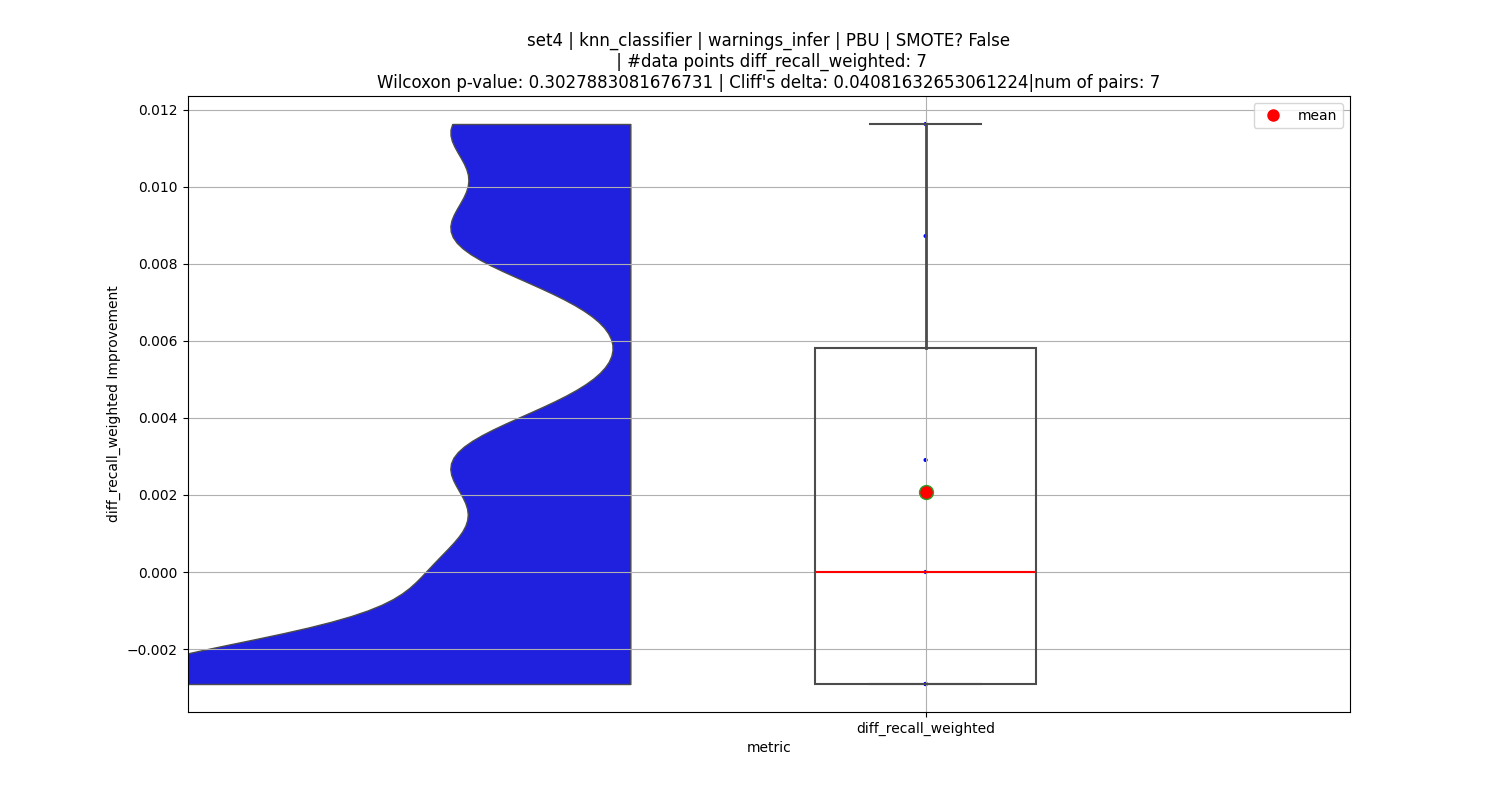 set4 | knn_classifier | warnings_infer | PBU | SMOTE? False
| #data points diff_recall_weighted: 7
Wilcoxon p-value: 0.3027883081676731 | Cliff's delta: 0.04081632653061224|num of pairs: 7
mean
0.012
0.010
0.008
0.006
0.004
0.002
0.000
−0.002
diff_recall_weighted Improvement
diff_recall_weighted
metric